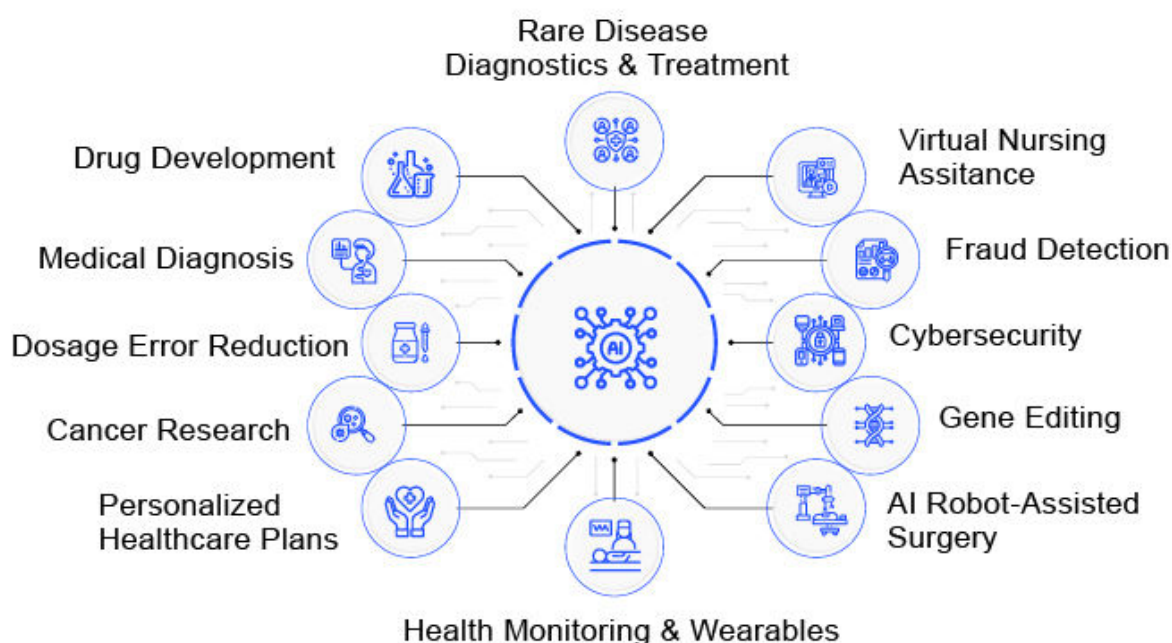 Rare Disease
Diagnostics & Treatment
Drug Development
Virtual Nursing
Assitance
Medical Diagnosis
Fraud Detection
Dosage Error Reduction
AI
Cybersecurity
Cancer Research
Gene Editing
Personalized
Healthcare Plans
AI Robot-Assisted
Surgery
Health Monitoring & Wearables